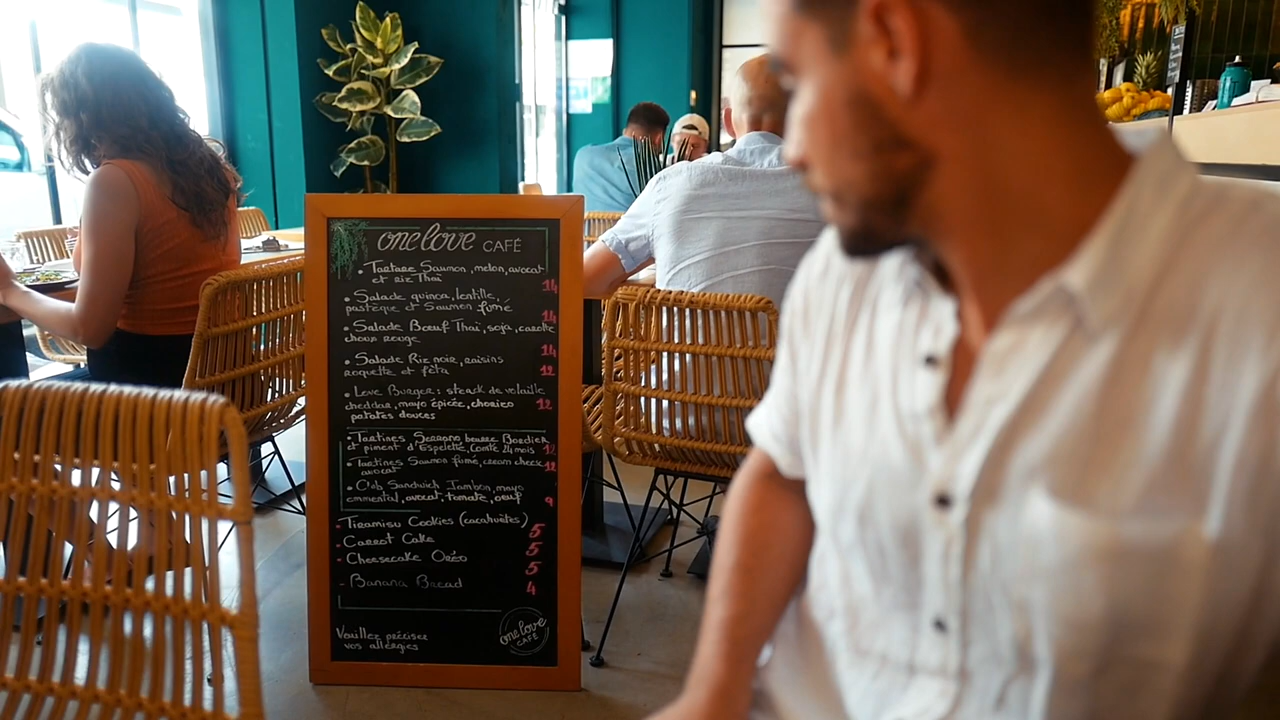 one love CAFÉ
• Tartare Saumon, melon, avocat
et riz Thaï
14
• Salade quinoa, lentille,
pastèque et Saumon fumé
14
• Salade Bœuf Thaï, soja, carotte
choux rouge
14
• Salade Riz noir, raisins
roquette et fêta
12
• Love Burger : steack de volaille
cheddar, mayo épicée, chorizo
patates douces
12
• Tartines Serrano beurre Bordier
et piment d'Espelette, Comté 24 mois 12
• Tartines Saumon fumé, cream cheese
avocat
12
• Club Sandwich Jambon, mayo
emmental, avocat, tomate, oeuf
9
- Tiramisu Cookies (cacahuètes) 5
- Carrot Cake 5
- Cheesecake Oréo 5
- Banana Bread 4
Veuillez préciser
vos allergies
one love
CAFÉ